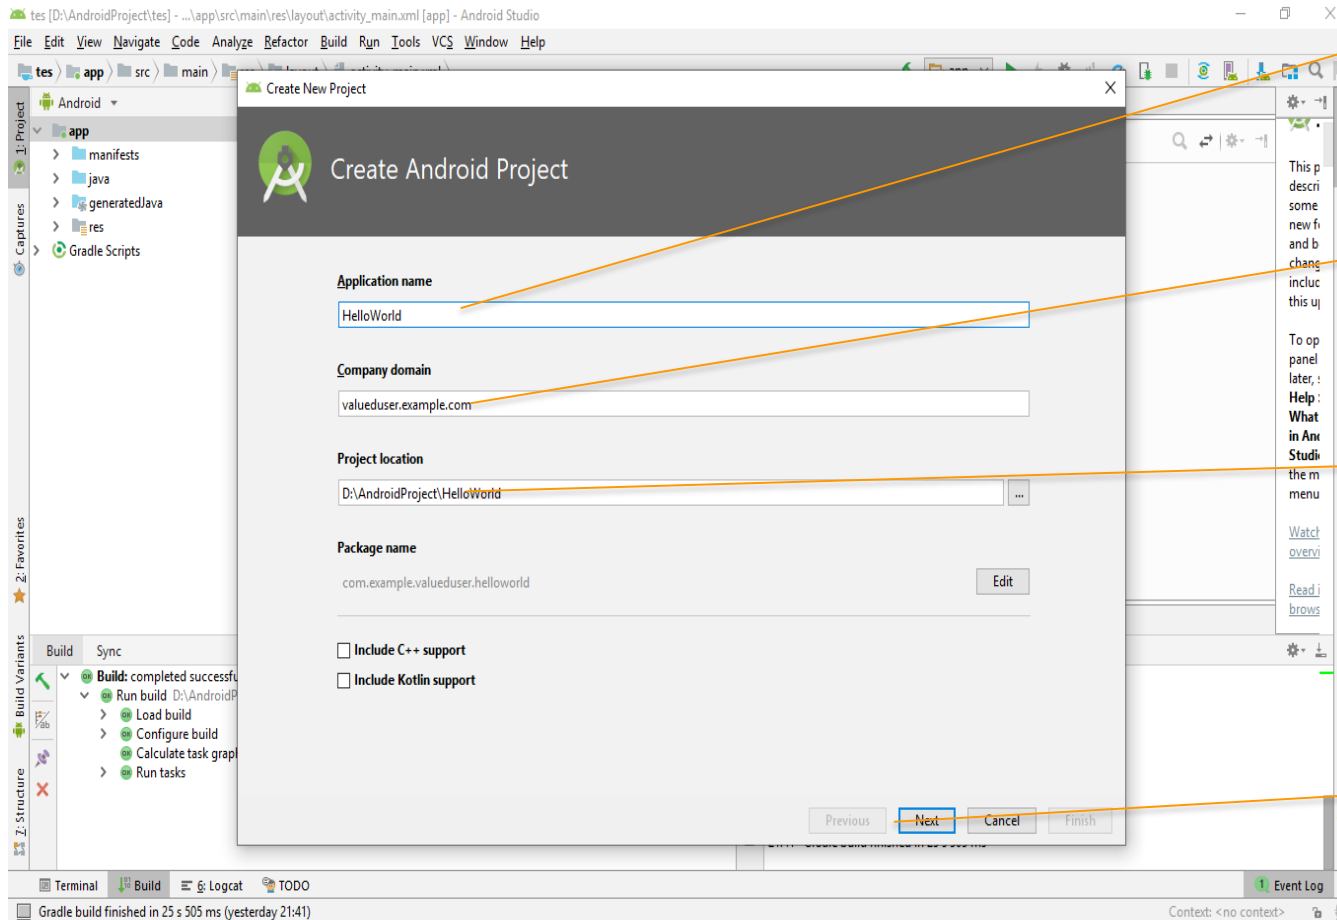 tes [D:\AndroidProject\tes] - ...\app\src\main\res\layout\activity_main.xml [app] - Android Studio
File Edit View Navigate Code Analyze Refactor Build Run Tools VCS Window Help
tes app src main
Create New Project
1: Project
Android
app
manifests
java
generatedJava
res
Gradle Scripts
Captures
2: Favorites
Build Variants
7: Structure
Create Android Project
Application name
HelloWorld
Company domain
valueduser.example.com
Project location
D:\AndroidProject\HelloWorld
...
Package name
com.example.valueduser.helloworld
Edit
Include C++ support
Include Kotlin support
Previous Next Cancel Finish
This p
descri
some
new f
and b
chang
includ
this u
To op
panel
later, s
Help
What
in And
Studi
the m
menu
Watch
overvi
Read i
brows
Build Sync
Build: completed successfu
Run build D:\AndroidP
Load build
Configure build
Calculate task grapl
Run tasks
Terminal Build 6: Logcat TODO
1 Event Log
Gradle build finished in 25 s 505 ms (yesterday 21:41)
Context: <no context>